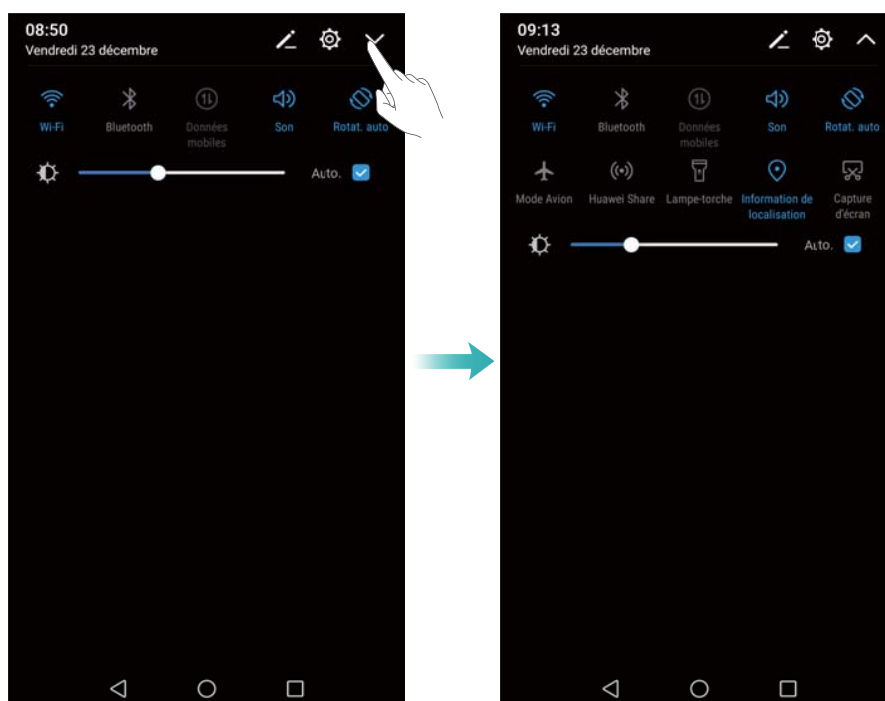 08:50
Vendredi 23 décembre
Wi-Fi
Bluetooth
Données
mobiles
Son
Rotat. auto
Auto.
09:13
Vendredi 23 décembre
Wi-Fi
Bluetooth
Données
mobiles
Son
Rotat. auto
Mode Avion
Huawei Share
Lampe-torche
Information de
localisation
Capture
d'écran
Auto.